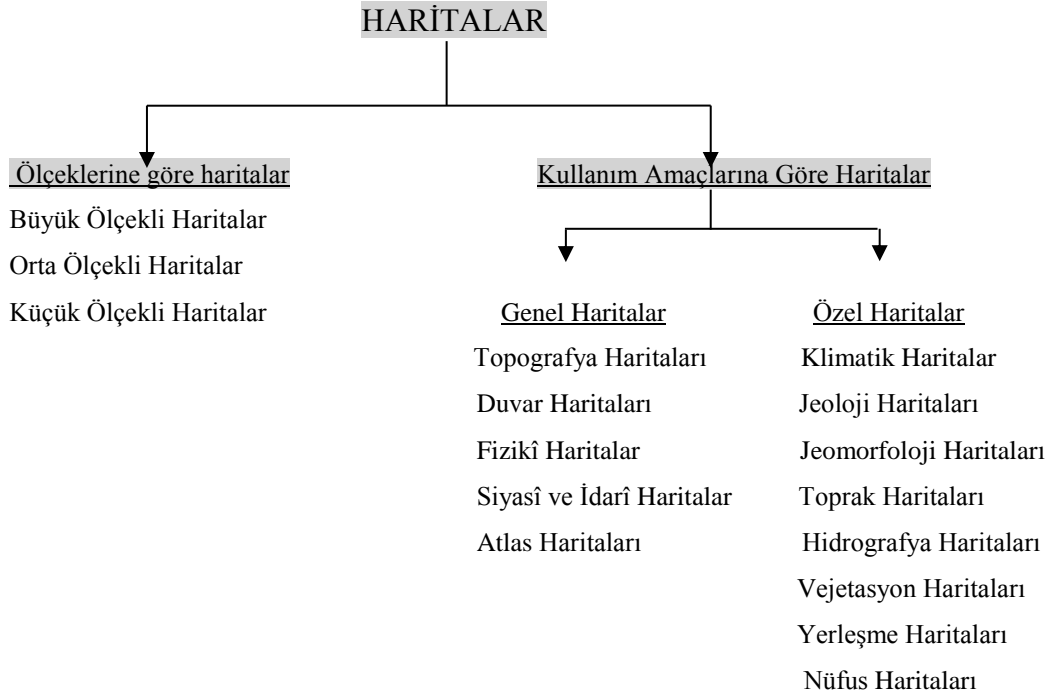 HARİTALAR
Ölçeklerine göre haritalar
Büyük Ölçekli Haritalar
Orta Ölçekli Haritalar
Küçük Ölçekli Haritalar
Kullanım Amaçlarına Göre Haritalar
Genel Haritalar
Topografya Haritaları
Duvar Haritaları
Fizikî Haritalar
Siyasî ve İdarî Haritalar
Atlas Haritaları
Özel Haritalar
Klimatik Haritalar
Jeoloji Haritaları
Jeomorfoloji Haritaları
Toprak Haritaları
Hidrografya Haritaları
Vejetasyon Haritaları
Yerleşme Haritaları
Nüfus Haritaları